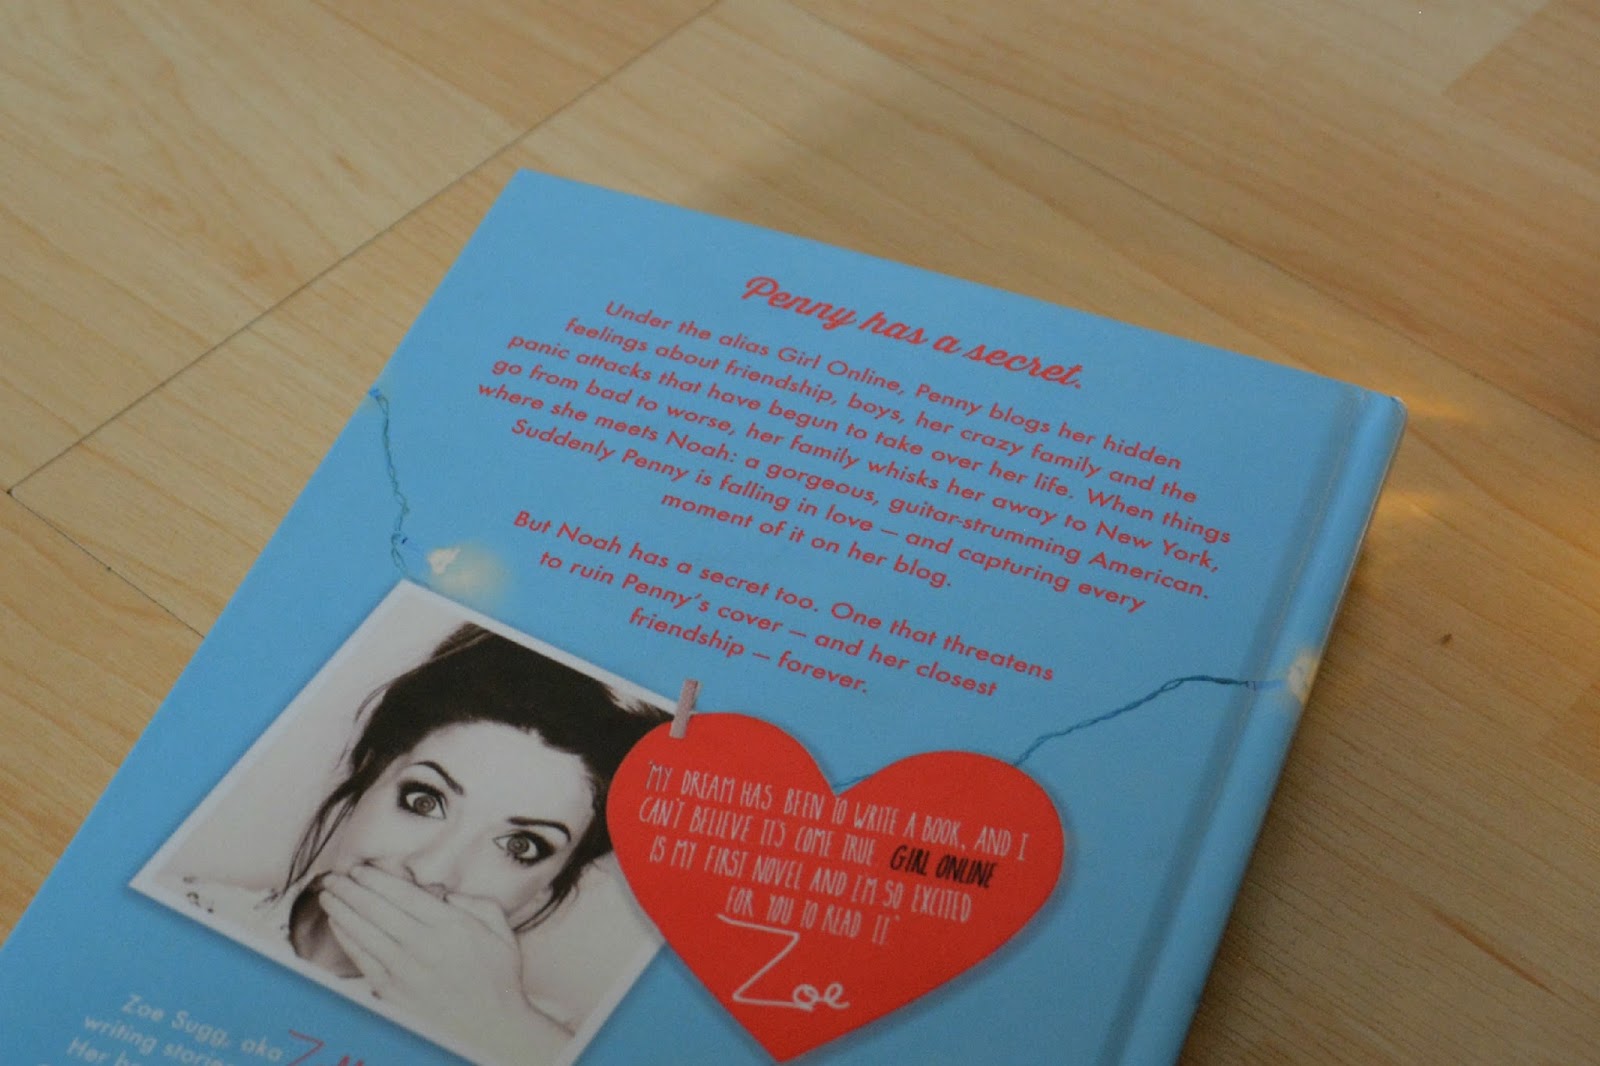 Penny has a secret.
Under the alias Girl Online, Penny blogs her hidden
feelings about friendship, boys, her crazy family and the
panic attacks that have begun to take over her life. When things
go from bad to worse, her family whisks her away to New York,
where she meets Noah: a gorgeous, guitar-strumming American.
Suddenly Penny is falling in love — and capturing every
moment of it on her blog.
But Noah has a secret too. One that threatens
to ruin Penny's cover — and her closest
friendship — forever.
"MY DREAM HAS BEEN TO WRITE A BOOK, AND I
CAN'T BELIEVE IT'S COME TRUE. GIRL ONLINE
IS MY FIRST NOVEL AND I'M SO EXCITED
FOR YOU TO READ IT"
Zoe
Zoe Sugg, aka
writing stories
Her